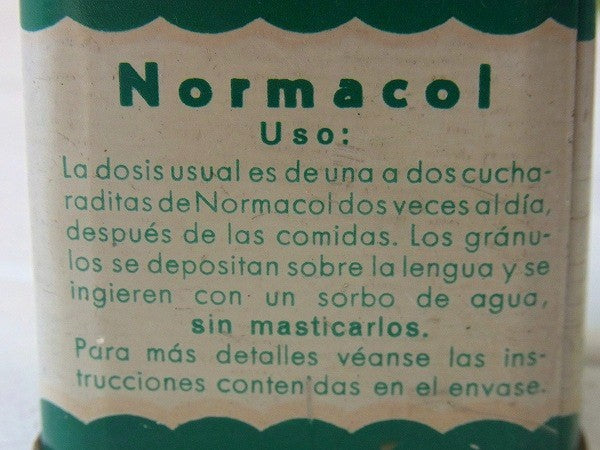 Normacol
Uso:
La dosis usual es de una a dos cucha-
raditas de Normacol dos veces al día,
después de las comidas. Los gránu-
los se depositan sobre la lengua y se
ingieren con un sorbo de agua,
sin masticarlos.
Para más detalles véanse las ins-
trucciones contenidas en el envase.